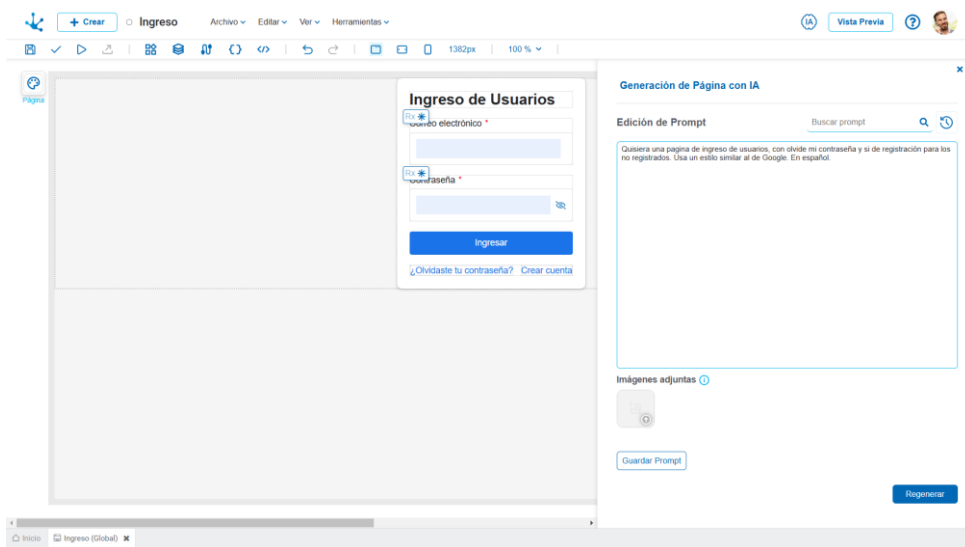 + Crear
Ingreso
Archivo
Editar
Ver
Herramientas
IA
Vista Previa
?
1382px
100 %
Página
Ingreso de Usuarios
Rx
Correo electrónico *
Rx
Contraseña *
Ingresar
¿Olvidaste tu contraseña? Crear cuenta
Generación de Página con IA
Edición de Prompt
Buscar prompt
Quisiera una pagina de ingreso de usuarios, con olvide mi contraseña y si de registración para los
no registrados. Usa un estilo similar al de Google. En español.
Imágenes adjuntas
Guardar Prompt
Regenerar
Inicio
Ingreso (Global)